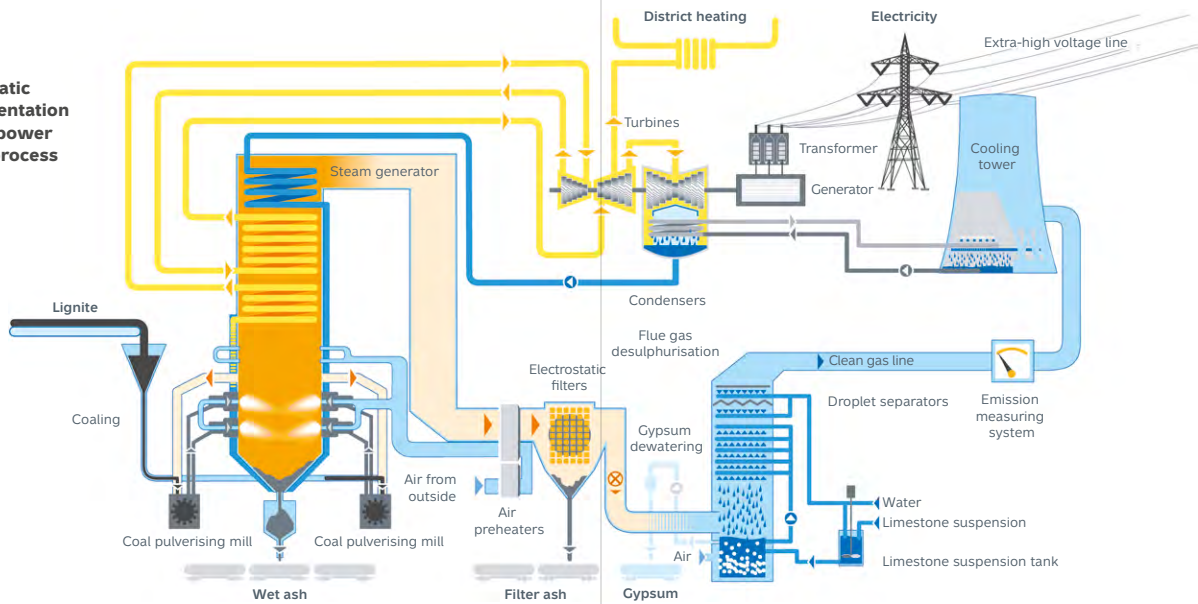 District heating
Electricity
Extra-high voltage line
atic
entation
power
rocess
Turbines
Transformer
Cooling
tower
Steam generator
Generator
Condensers
Lignite
Flue gas
desulphurisation
Clean gas line
Electrostatic
filters
Droplet separators
Emission
measuring
system
Coaling
Gypsum
dewatering
Air from
outside
Water
Air
preheaters
Limestone suspension
Coal pulverising mill
Coal pulverising mill
Air
Limestone suspension tank
Wet ash
Filter ash
Gypsum